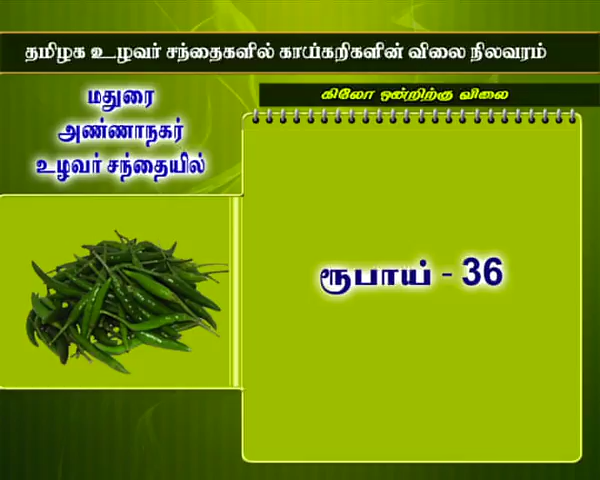 தமிழக உழவர் சந்தைகளில் காய்கறிகளின் விலை நிலவரம்
மதுரை
அண்ணாநகர்
உழவர் சந்தையில்
கிலோ ஒன்றிற்கு விலை
ரூபாய் - 36